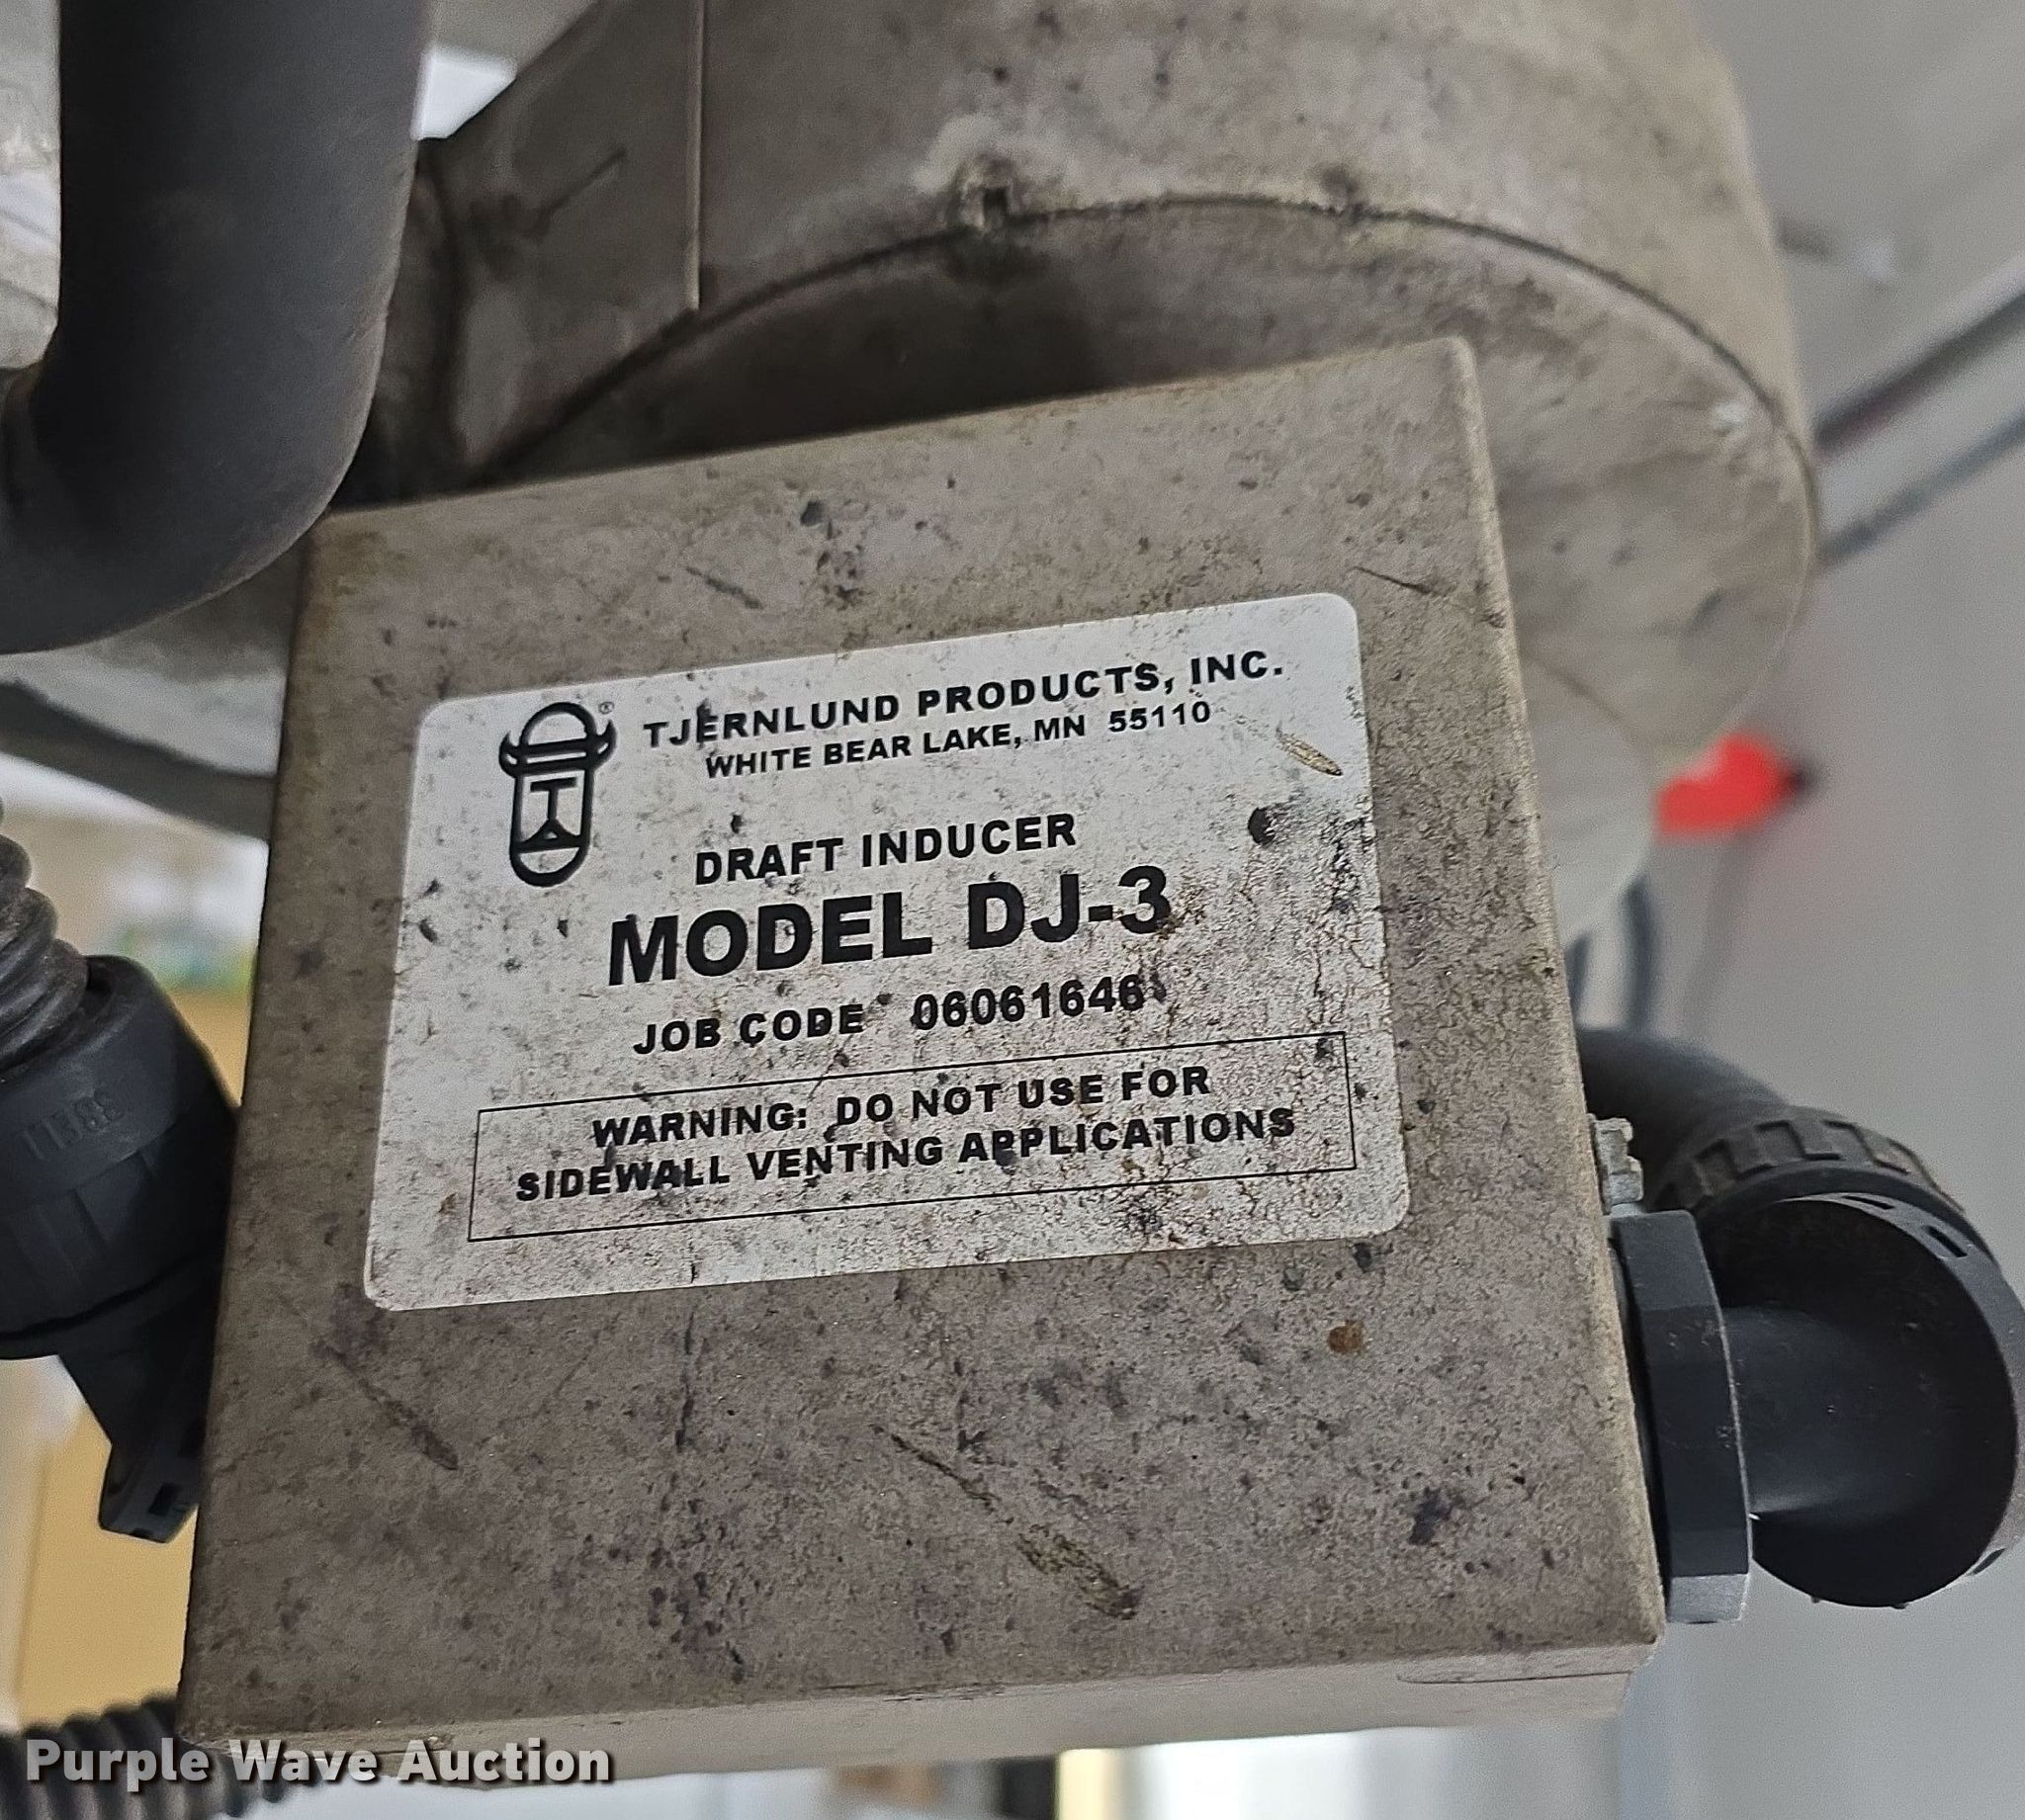 TJERNLUND PRODUCTS, INC.
WHITE BEAR LAKE, MN 55110
DRAFT INDUCER
MODEL DJ-3
JOB CODE 06061646
WARNING: DO NOT USE FOR
SIDEWALL VENTING APPLICATIONS
Purple Wave Auction